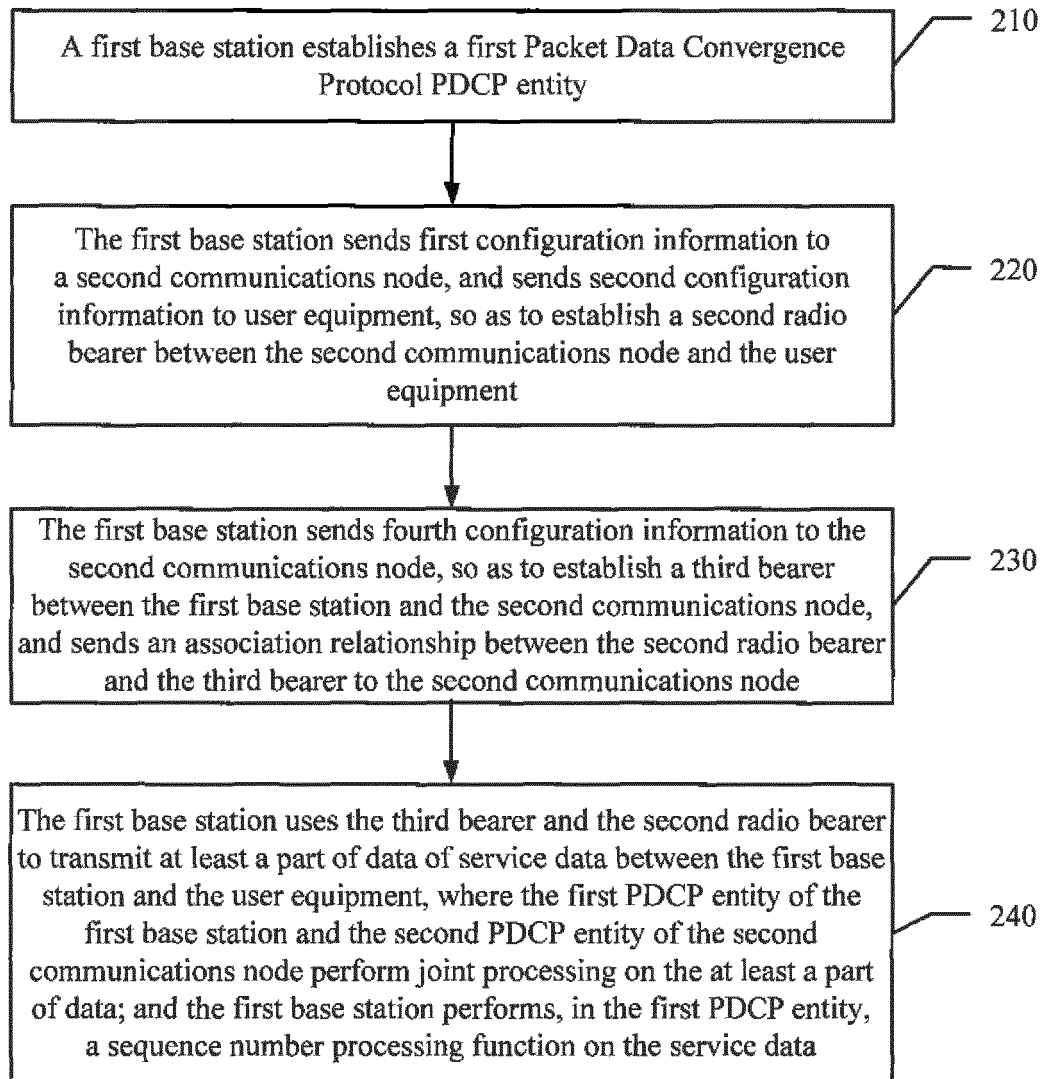 A first base station establishes a first Packet Data Convergence
Protocol PDCP entity
210
The first base station sends first configuration information to
a second communications node, and sends second configuration
information to user equipment, so as to establish a second radio
bearer between the second communications node and the user
equipment
220
The first base station sends fourth configuration information to the
second communications node, so as to establish a third bearer
between the first base station and the second communications node,
and sends an association relationship between the second radio bearer
and the third bearer to the second communications node
230
The first base station uses the third bearer and the second radio bearer
to transmit at least a part of data of service data between the first base
station and the user equipment, where the first PDCP entity of the
first base station and the second PDCP entity of the second
communications node perform joint processing on the at least a part
of data; and the first base station performs, in the first PDCP entity,
a sequence number processing function on the service data
240